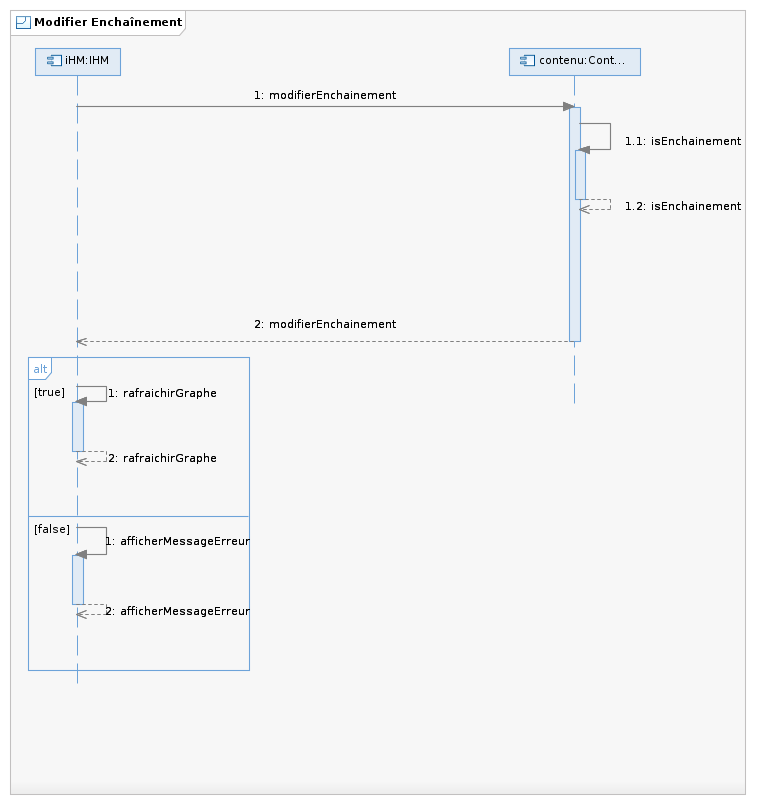 Modifier Enchaînement
iHM:IHM
contenu:Cont...
1: modifierEnchainement
1.1: isEnchainement
1.2: isEnchainement
2: modifierEnchainement
alt
[true]
1: rafraichirGraphe
2: rafraichirGraphe
[false]
1: afficherMessageErreur
2: afficherMessageErreur